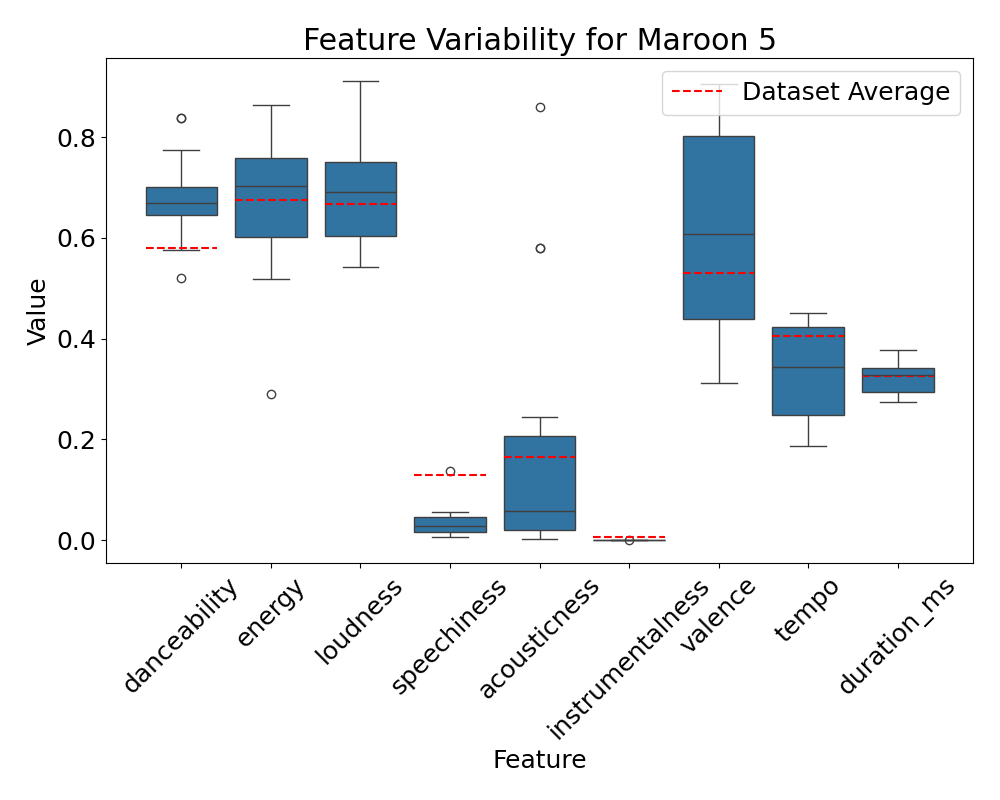 Feature Variability for Maroon 5
Dataset Average
Value
0.8
0.6
0.4
0.2
0.0
danceability
energy
loudness
speechiness
acousticness
instrumentalness
valence
tempo
duration_ms
Feature